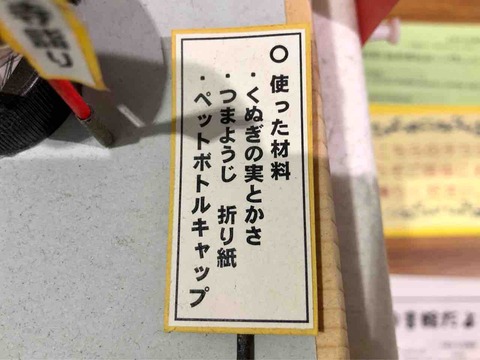 〇 使った材料
・くぬぎの実とかさ
・つまようじ 折り紙
・ペットボトルキャップ